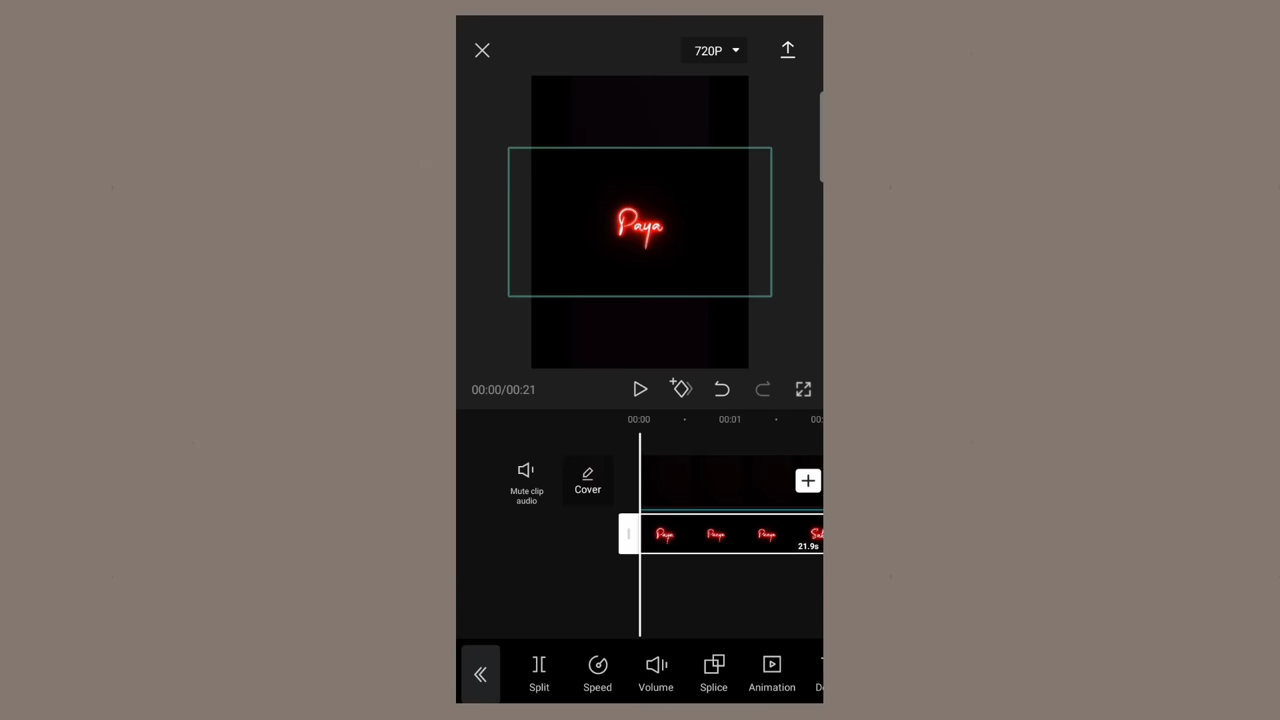 720P
Paya
00:00/00:21
00:00
00:01
Mute clip
audio
Cover
Paya
Paya
Paya
21.9s
Split
Speed
Volume
Splice
Animation